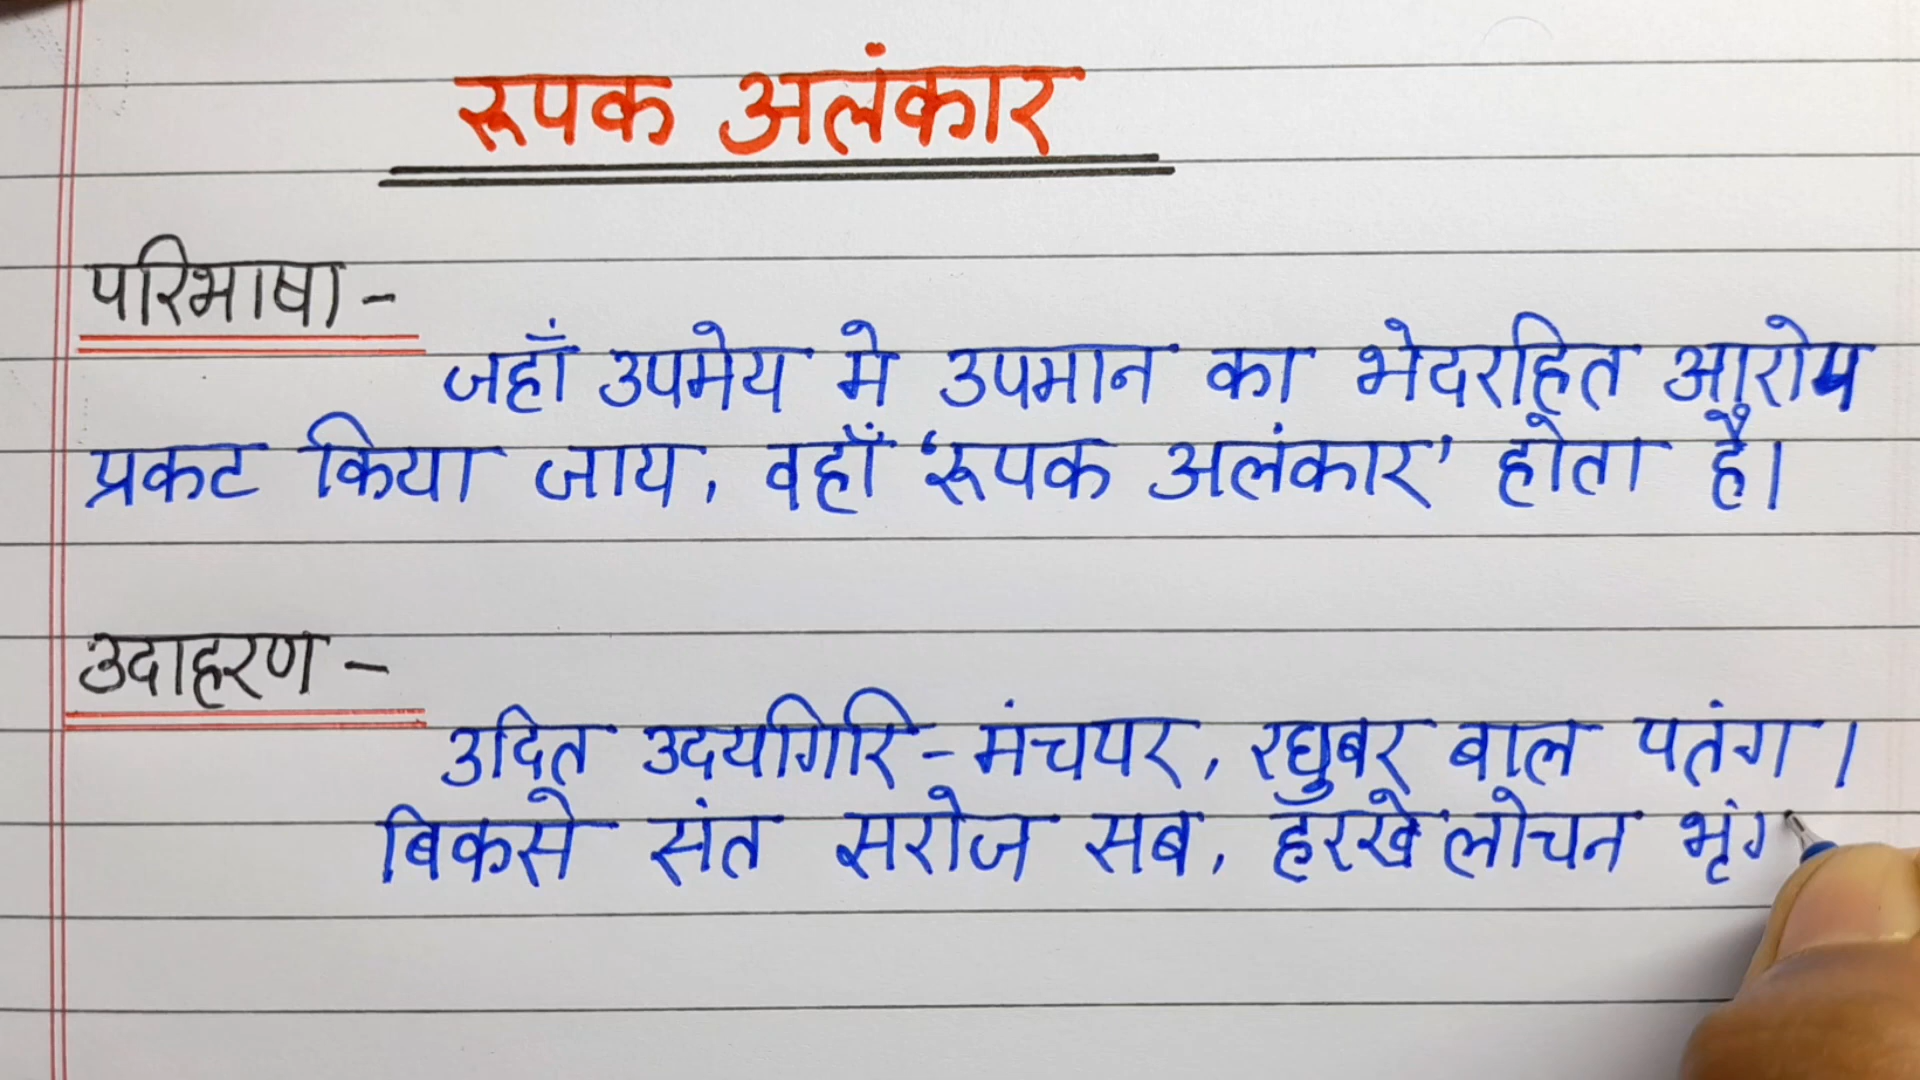 रूपक अलंकार
परिभाषा -
जहाँ उपमेय मे उपमान का भेदरहित आरोप
प्रकट किया जाय, वहाँ 'रूपक अलंकार' होता है।
उदाहरण -
उदित उदयगिरि - मंचपर, रघुबर बाल पतंग ।
बिकसे संत सरोज सब, हरखे लोचन भृंग